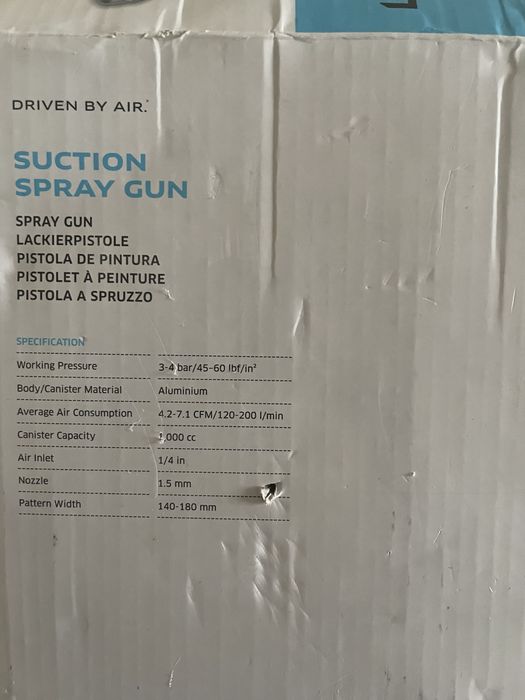 DRIVEN BY AIR.
SUCTION
SPRAY GUN
SPRAY GUN
LACKIERPISTOLE
PISTOLA DE PINTURA
PISTOLET À PEINTURE
PISTOLA A SPRUZZO
SPECIFICATION
Working Pressure 3-4 bar/45-60 lbf/in²
Body/Canister Material Aluminium
Average Air Consumption 4.2-7.1 CFM/120-200 l/min
Canister Capacity 1,000 cc
Air Inlet 1/4 in
Nozzle 1.5 mm
Pattern Width 140-180 mm